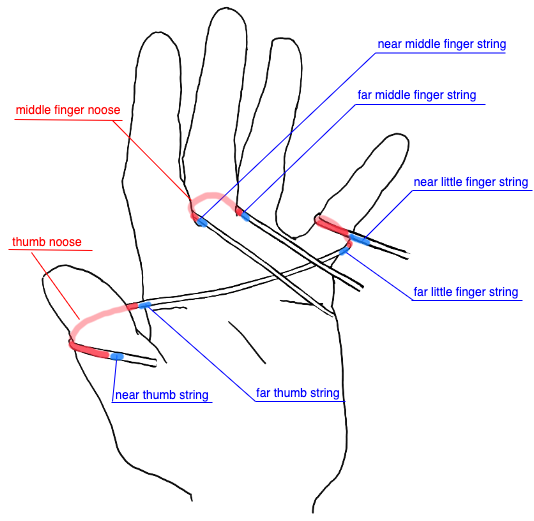 near middle finger string
far middle finger string
middle finger noose
near little finger string
thumb noose
far little finger string
near thumb string
far thumb string